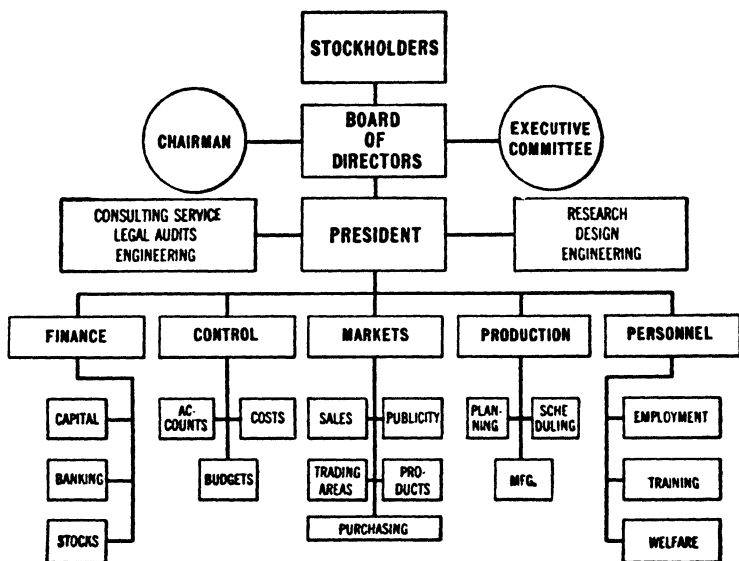 STOCKHOLDERS
CHAIRMAN
BOARD
OF
DIRECTORS
EXECUTIVE
COMMITTEE
CONSULTING SERVICE
LEGAL AUDITS
ENGINEERING
PRESIDENT
RESEARCH
DESIGN
ENGINEERING
FINANCE
CONTROL
MARKETS
PRODUCTION
PERSONNEL
CAPITAL
BANKING
STOCKS
AC-
COUNTS
COSTS
BUDGETS
SALES
PUBLICITY
TRADING
AREAS
PRO-
DUCTS
PURCHASING
PLAN-
NING
SCHE
DULING
MFG.
EMPLOYMENT
TRAINING
WELFARE